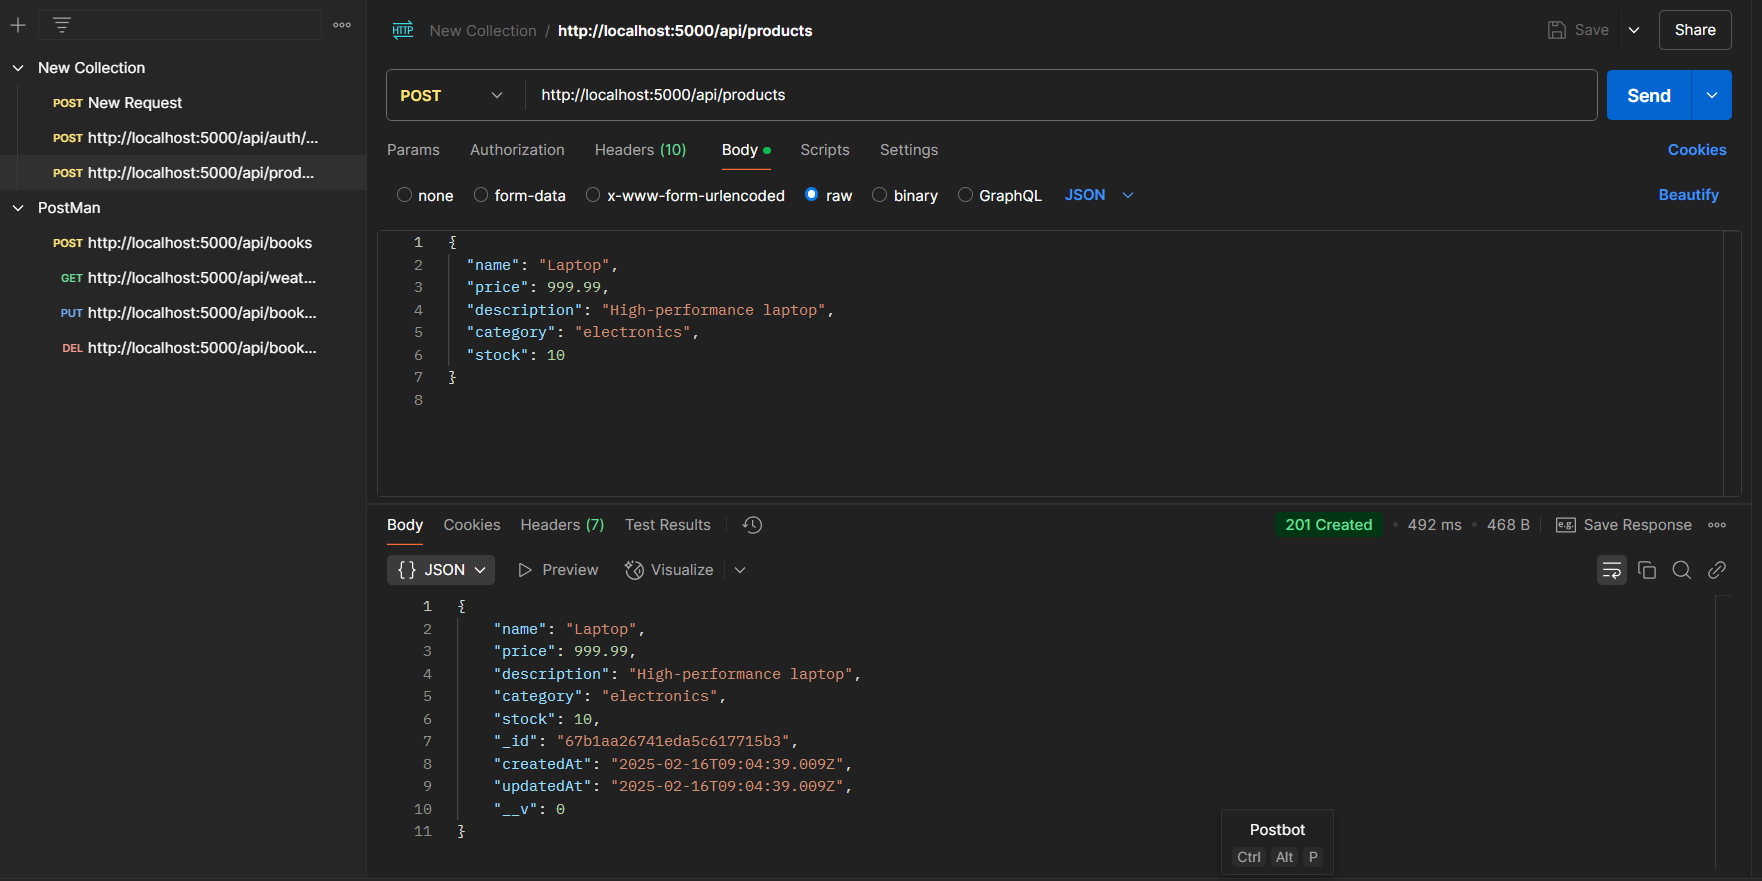 New Collection
POST New Request
POST http://localhost:5000/api/auth/...
POST http://localhost:5000/api/prod...
PostMan
POST http://localhost:5000/api/books
GET http://localhost:5000/api/weat...
PUT http://localhost:5000/api/book...
DEL http://localhost:5000/api/book...
HTTP New Collection / http://localhost:5000/api/products
Save
Share
POST http://localhost:5000/api/products
Send
Params Authorization Headers (10) Body Scripts Settings Cookies
none form-data x-www-form-urlencoded raw binary GraphQL JSON Beautify
1 {
2 "name": "Laptop",
3 "price": 999.99,
4 "description": "High-performance laptop",
5 "category": "electronics",
6 "stock": 10
7 }
8
Body Cookies Headers (7) Test Results 201 Created • 492 ms • 468 B e.g. Save Response
{} JSON Preview Visualize
1 {
2 "name": "Laptop",
3 "price": 999.99,
4 "description": "High-performance laptop",
5 "category": "electronics",
6 "stock": 10,
7 "_id": "67b1aa26741eda5c617715b3",
8 "createdAt": "2025-02-16T09:04:39.009Z",
9 "updatedAt": "2025-02-16T09:04:39.009Z",
10 "__v": 0
11 }
Postbot
Ctrl Alt P